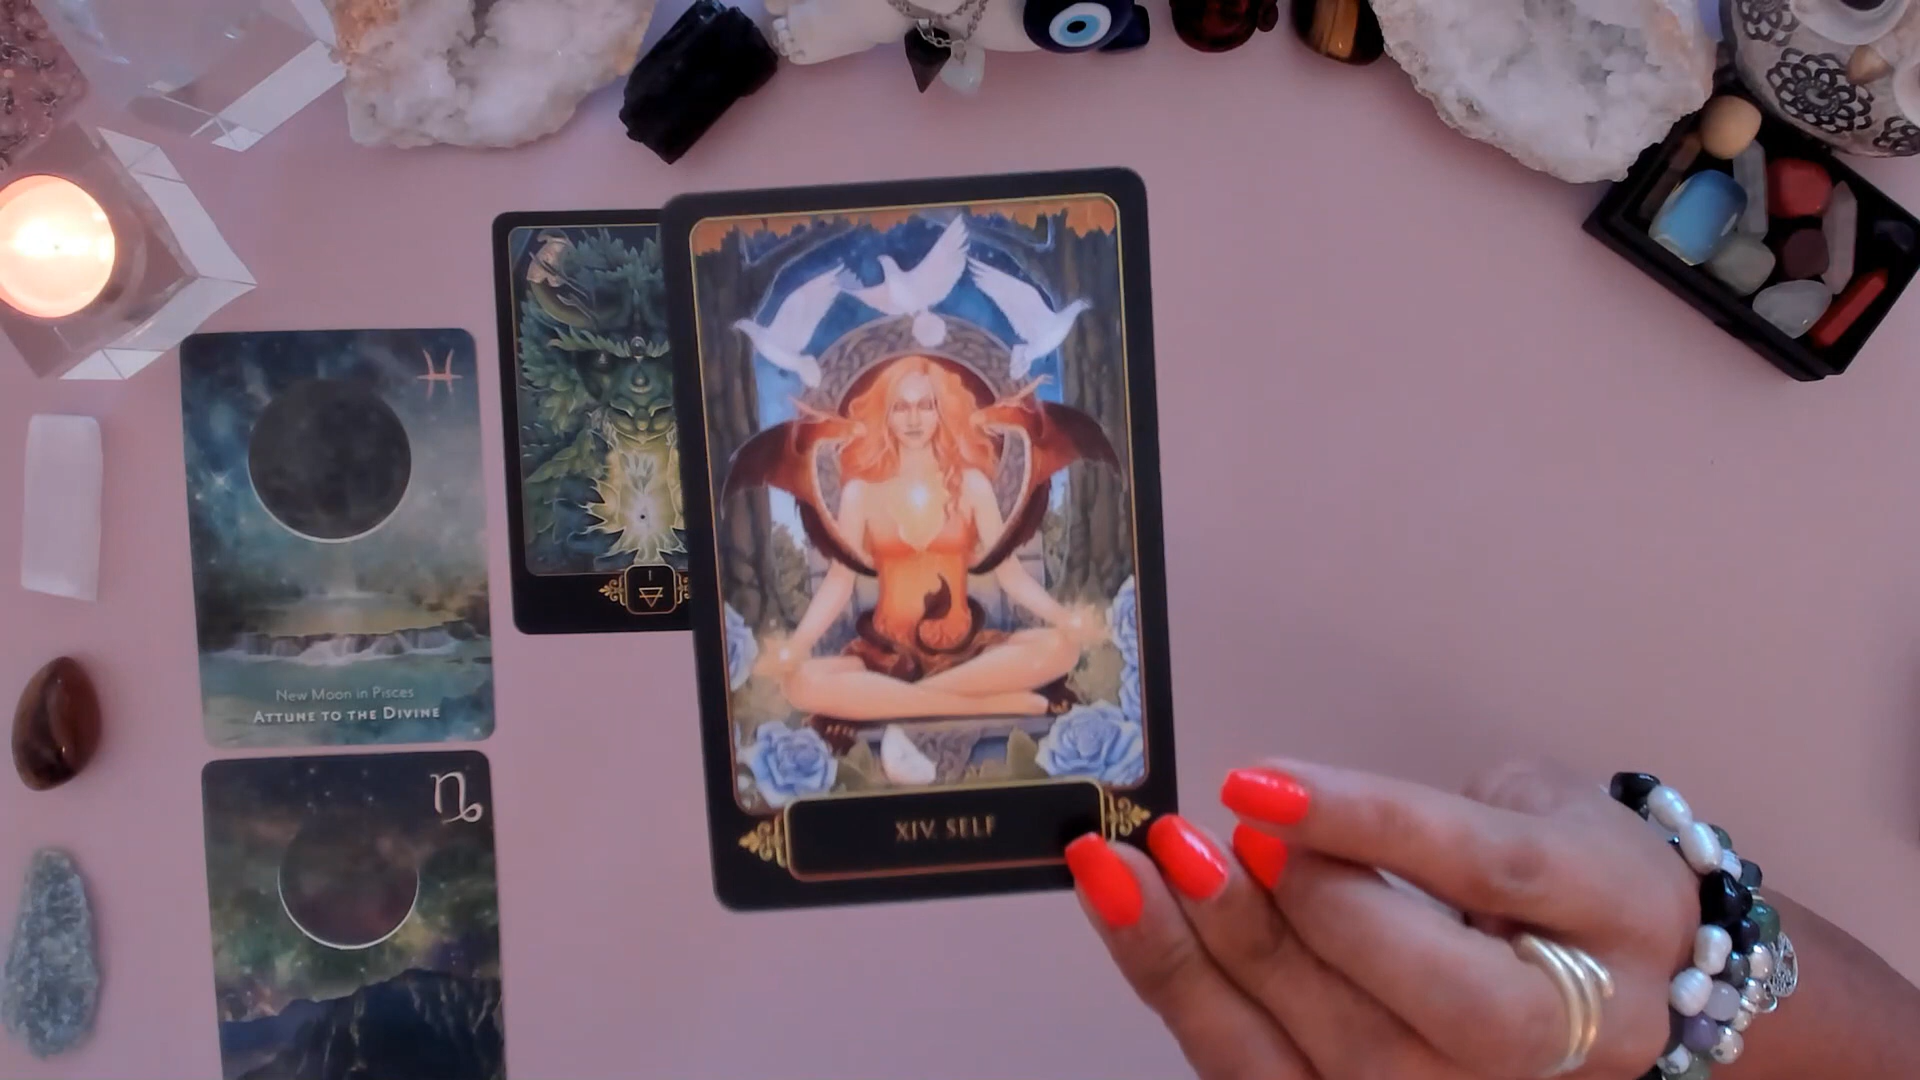 New Moon in Pisces
ATTUNE TO THE DIVINE
I
XIV. SELF